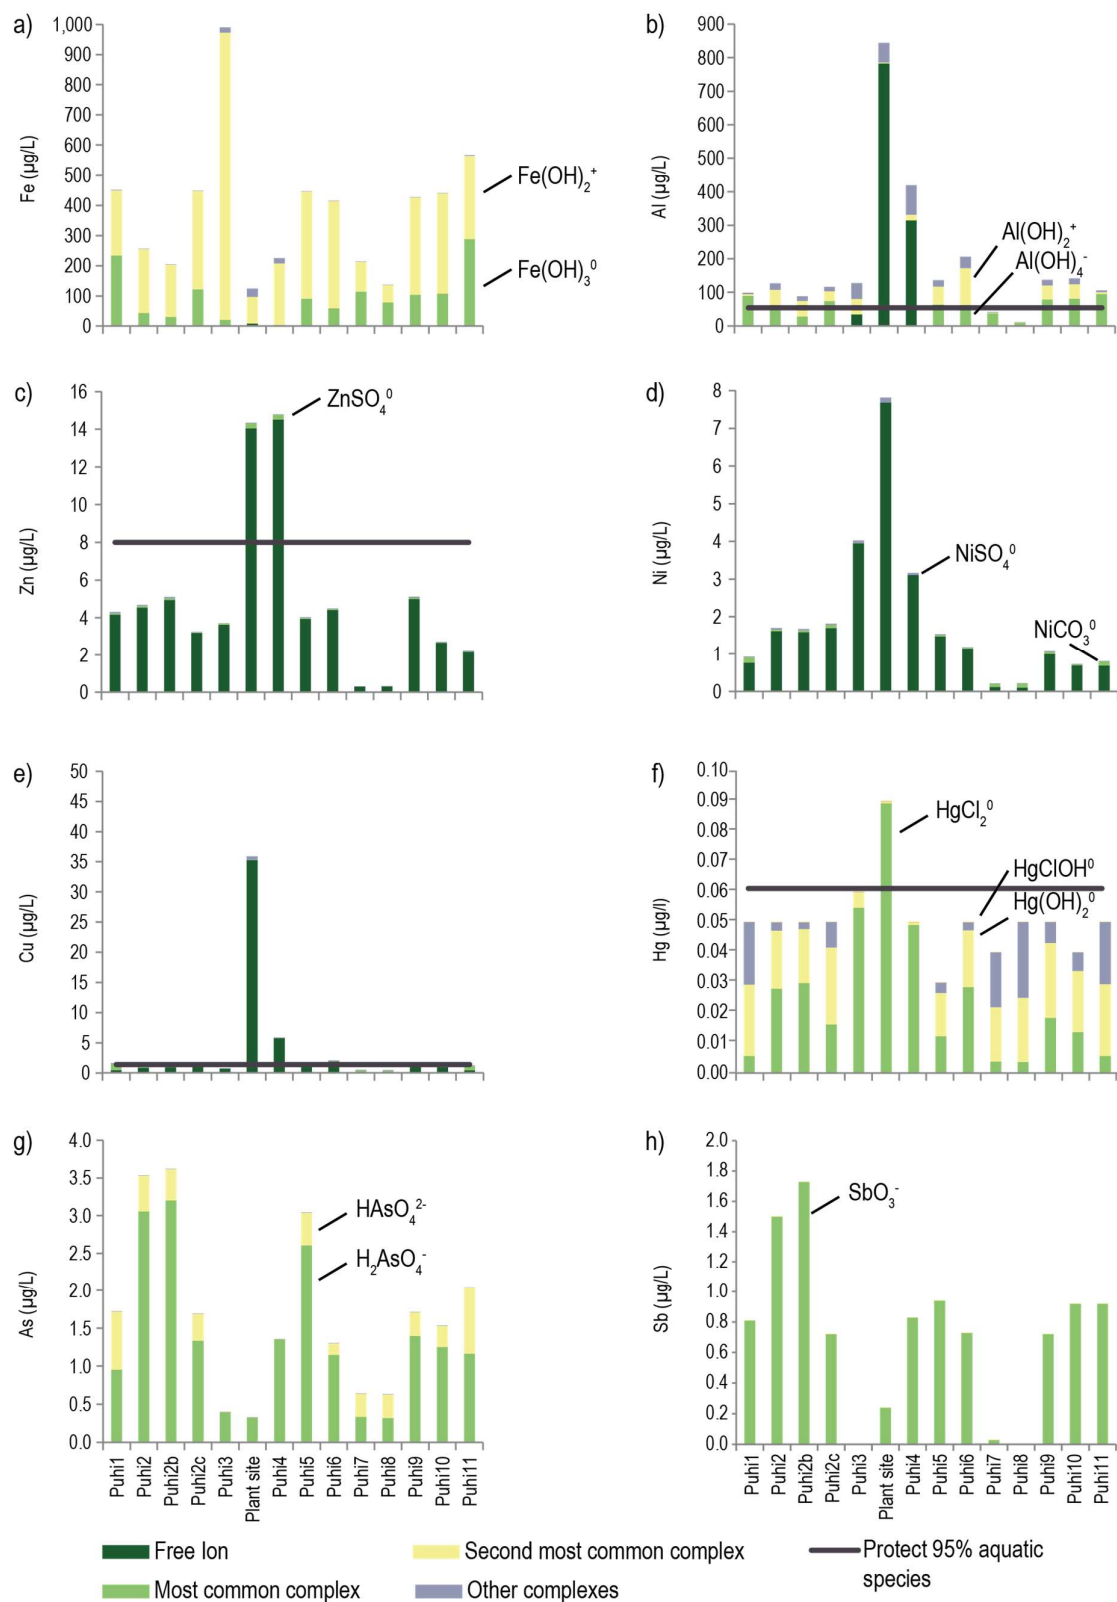 a)
1,000
900
800
700
600
500
400
300
200
100
0
Fe (µg/L)
Fe(OH)₂⁺
Fe(OH)₃⁰
b)
900
800
700
600
500
400
300
200
100
0
Al (µg/L)
Al(OH)₂⁺
Al(OH)₄⁻
c)
16
14
12
10
8
6
4
2
0
Zn (µg/L)
ZnSO₄⁰
d)
8
7
6
5
4
3
2
1
0
Ni (µg/L)
NiSO₄⁰
NiCO₃⁰
e)
50
45
40
35
30
25
20
15
10
5
0
Cu (µg/L)
f)
0.10
0.09
0.08
0.07
0.06
0.05
0.04
0.03
0.02
0.01
0.00
Hg (µg/l)
HgCl₂⁰
HgClOH⁰
Hg(OH)₂⁰
g)
4.0
3.5
3.0
2.5
2.0
1.5
1.0
0.5
0.0
As (µg/L)
HAsO₄²⁻
H₂AsO₄⁻
Puhi1
Puhi2
Puhi2b
Puhi2c
Puhi3
Plant site
Puhi4
Puhi5
Puhi6
Puhi7
Puhi8
Puhi9
Puhi10
Puhi11
h)
2.0
1.8
1.6
1.4
1.2
1.0
0.8
0.6
0.4
0.2
0.0
Sb (µg/L)
SbO₃⁻
Puhi1
Puhi2
Puhi2b
Puhi2c
Puhi3
Plant site
Puhi4
Puhi5
Puhi6
Puhi7
Puhi8
Puhi9
Puhi10
Puhi11
Free Ion
Second most common complex
Protect 95% aquatic
species
Most common complex
Other complexes